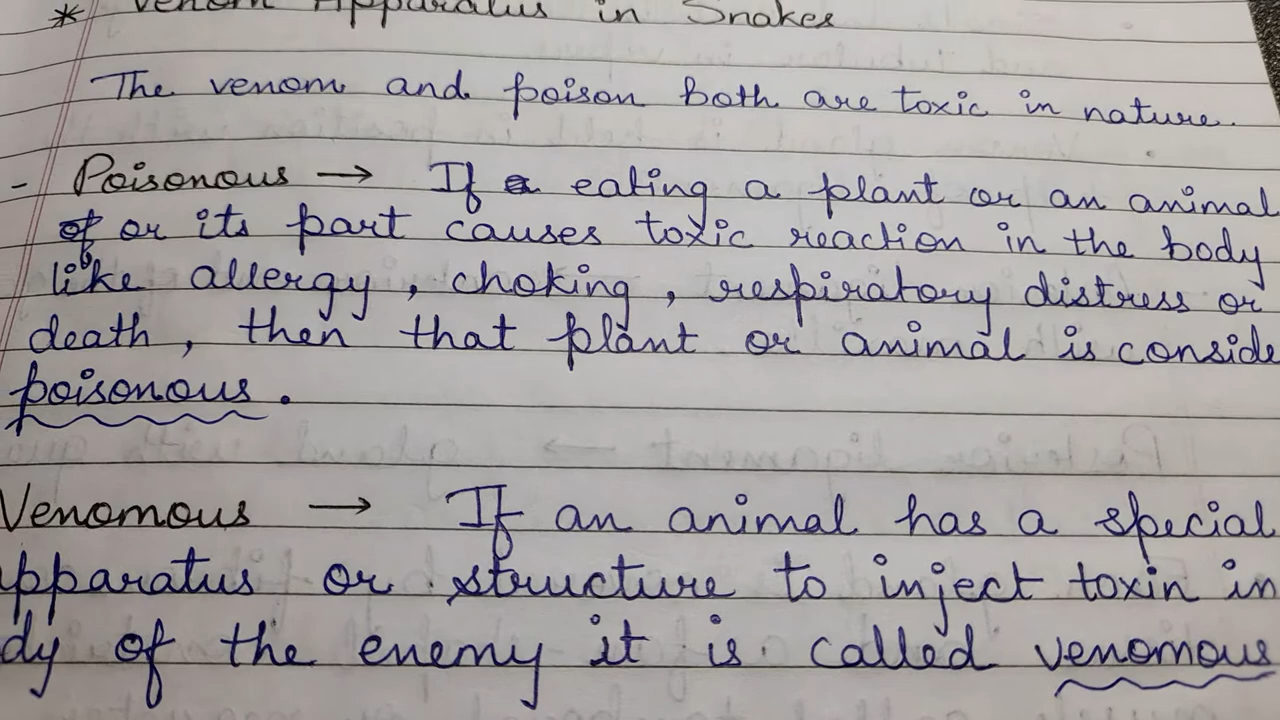 * Venom Apparatus in Snakes
The venom and poison both are toxic in nature.
- Poisonous → If eating a plant or an animal
or its part causes toxic reaction in the body
like allergy, choking, respiratory distress or
death, then that plant or animal is conside
poisonous.
Venomous → If an animal has a special
pparatus or structure to inject toxin in
dy of the enemy it is called venomous